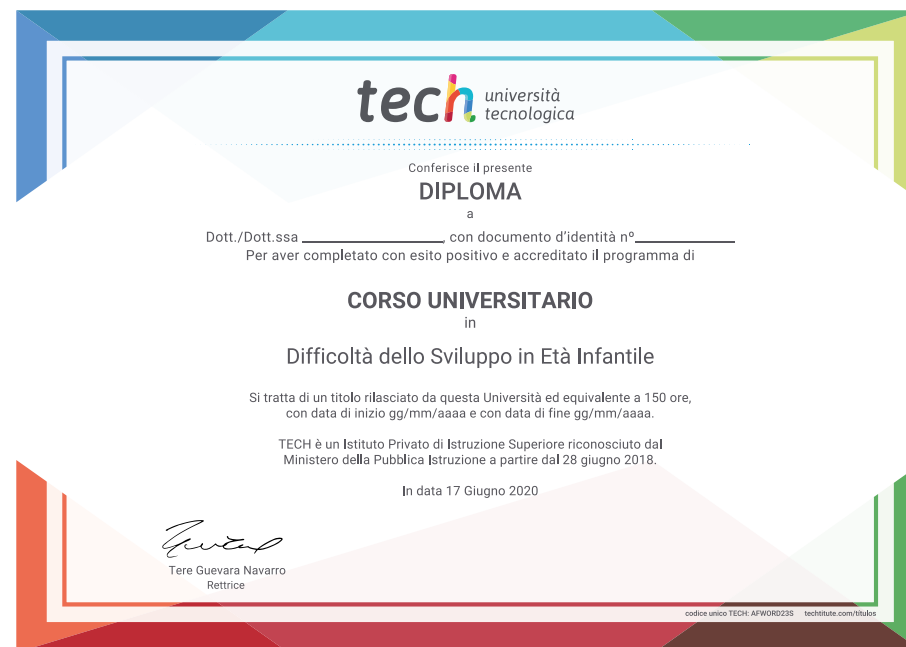 tech università
tecnologica
Conferisce il presente
DIPLOMA
a
Dott./Dott.ssa ____________________, con documento d'identità nº______________
Per aver completato con esito positivo e accreditato il programma di
CORSO UNIVERSITARIO
in
Difficoltà dello Sviluppo in Età Infantile
Si tratta di un titolo rilasciato da questa Università ed equivalente a 150 ore,
con data di inizio gg/mm/aaaa e con data di fine gg/mm/aaaa.
TECH è un Istituto Privato di Istruzione Superiore riconosciuto dal
Ministero della Pubblica Istruzione a partire dal 28 giugno 2018.
In data 17 Giugno 2020
Tere Guevara Navarro
Rettrice
codice unico TECH: AFWORD23S techtitute.com/titulos